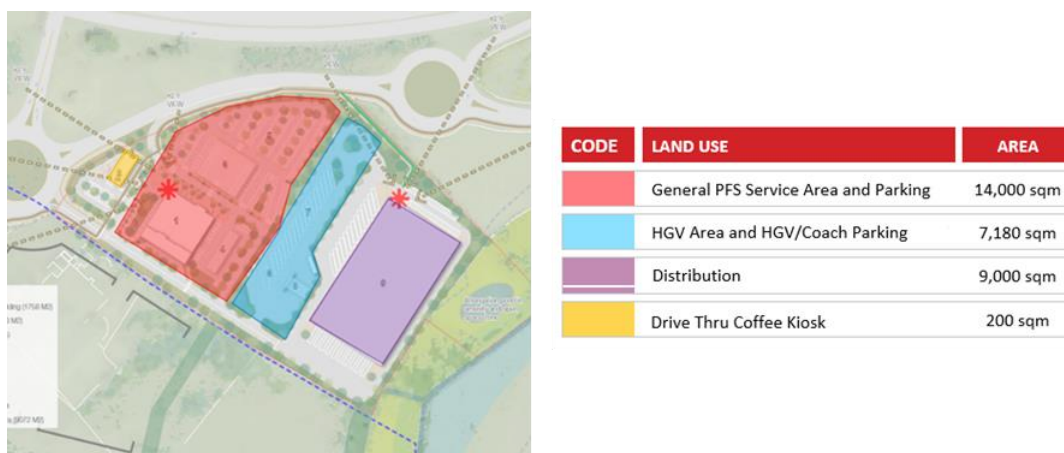 CODE LAND USE AREA
General PFS Service Area and Parking 14,000 sqm
HGV Area and HGV/Coach Parking 7,180 sqm
Distribution 9,000 sqm
Drive Thru Coffee Kiosk 200 sqm